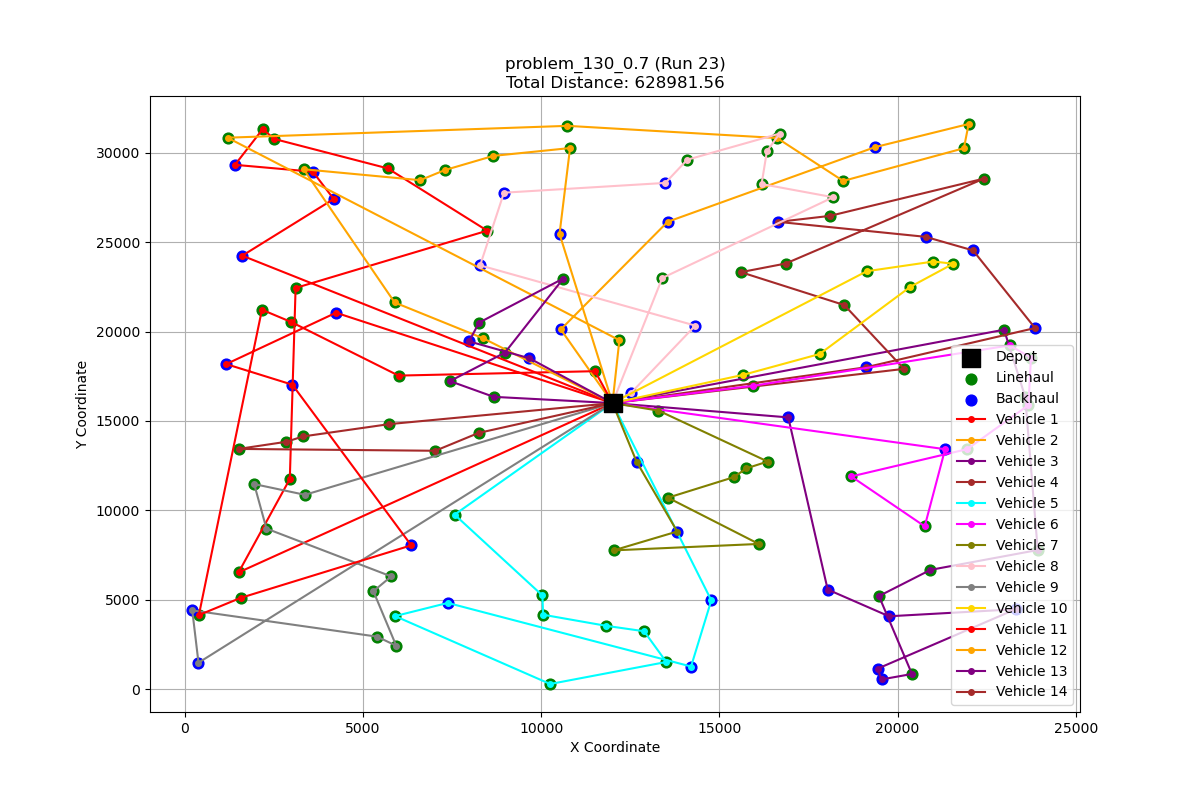 problem_130_0.7 (Run 23)
Total Distance: 628981.56
Y Coordinate
30000
25000
20000
15000
10000
5000
0
0
5000
10000
15000
20000
25000
X Coordinate
Depot
Linehaul
Backhaul
Vehicle 1
Vehicle 2
Vehicle 3
Vehicle 4
Vehicle 5
Vehicle 6
Vehicle 7
Vehicle 8
Vehicle 9
Vehicle 10
Vehicle 11
Vehicle 12
Vehicle 13
Vehicle 14